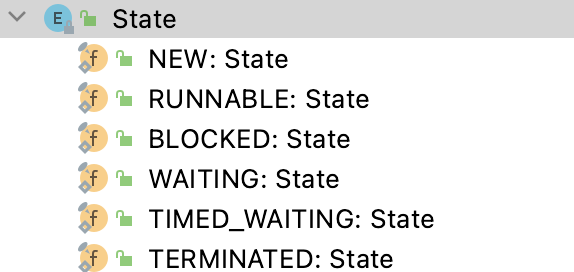 E State
f NEW: State
f RUNNABLE: State
f BLOCKED: State
f WAITING: State
f TIMED_WAITING: State
f TERMINATED: State